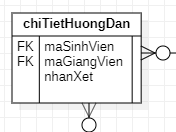 chiTietHuongDan
FK maSinhVien
FK maGiangVien
nhanXet